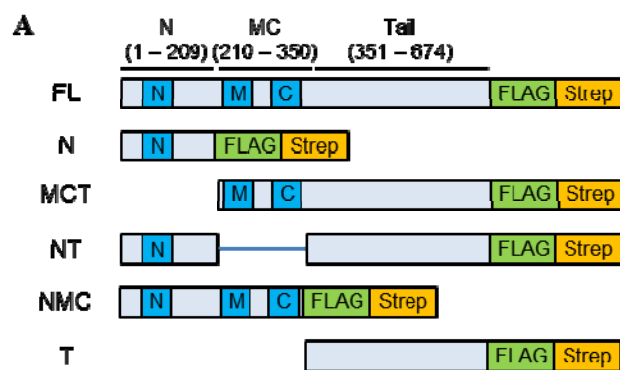 A
N MC Tail
(1 – 209) (210 – 350) (351 – 674)
FL N M C FLAG Strep
N N FLAG Strep
MCT M C FLAG Strep
NT N FLAG Strep
NMC N M C FLAG Strep
T FLAG Strep